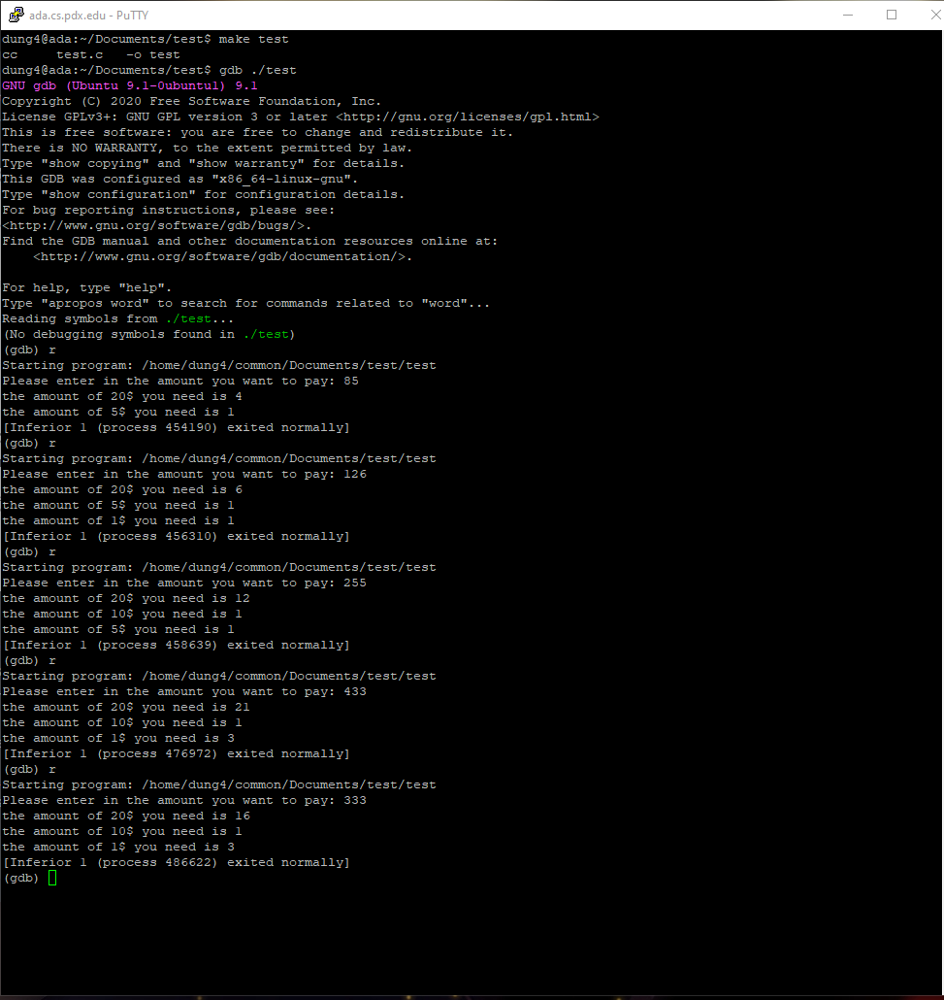 ada.cs.pdx.edu - PuTTY
dung4@ada:~/Documents/test$ make test
cc     test.c   -o test
dung4@ada:~/Documents/test$ gdb ./test
GNU gdb (Ubuntu 9.1-0ubuntu1) 9.1
Copyright (C) 2020 Free Software Foundation, Inc.
License GPLv3+: GNU GPL version 3 or later <http://gnu.org/licenses/gpl.html>
This is free software: you are free to change and redistribute it.
There is NO WARRANTY, to the extent permitted by law.
Type "show copying" and "show warranty" for details.
This GDB was configured as "x86_64-linux-gnu".
Type "show configuration" for configuration details.
For bug reporting instructions, please see:
<http://www.gnu.org/software/gdb/bugs/>.
Find the GDB manual and other documentation resources online at:
    <http://www.gnu.org/software/gdb/documentation/>.

For help, type "help".
Type "apropos word" to search for commands related to "word"...
Reading symbols from ./test...
(No debugging symbols found in ./test)
(gdb) r
Starting program: /home/dung4/common/Documents/test/test
Please enter in the amount you want to pay: 85
the amount of 20$ you need is 4
the amount of 5$ you need is 1
[Inferior 1 (process 454190) exited normally]
(gdb) r
Starting program: /home/dung4/common/Documents/test/test
Please enter in the amount you want to pay: 126
the amount of 20$ you need is 6
the amount of 5$ you need is 1
the amount of 1$ you need is 1
[Inferior 1 (process 456310) exited normally]
(gdb) r
Starting program: /home/dung4/common/Documents/test/test
Please enter in the amount you want to pay: 255
the amount of 20$ you need is 12
the amount of 10$ you need is 1
the amount of 5$ you need is 1
[Inferior 1 (process 458639) exited normally]
(gdb) r
Starting program: /home/dung4/common/Documents/test/test
Please enter in the amount you want to pay: 433
the amount of 20$ you need is 21
the amount of 10$ you need is 1
the amount of 1$ you need is 3
[Inferior 1 (process 476972) exited normally]
(gdb) r
Starting program: /home/dung4/common/Documents/test/test
Please enter in the amount you want to pay: 333
the amount of 20$ you need is 16
the amount of 10$ you need is 1
the amount of 1$ you need is 3
[Inferior 1 (process 486622) exited normally]
(gdb)